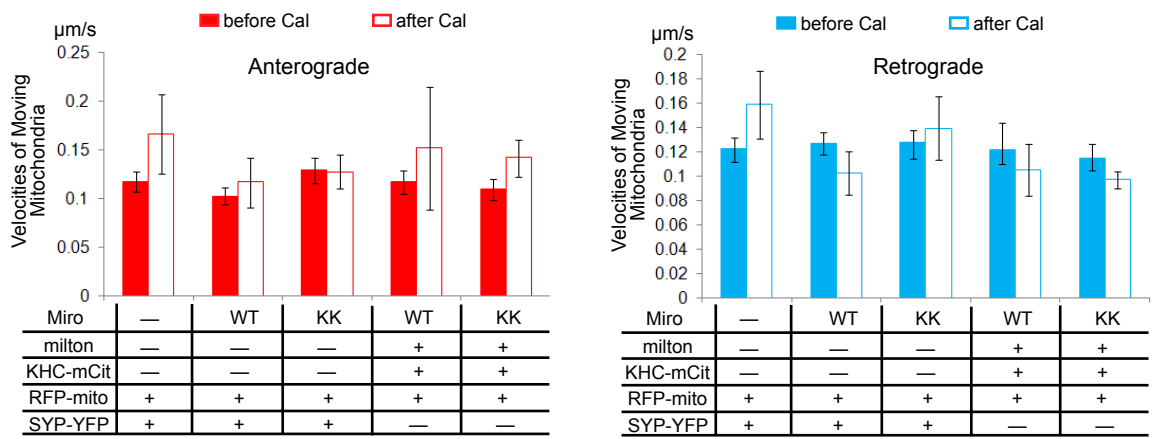 before Cal after Cal
µm/s
Anterograde
Velocities of Moving
Mitochondria
0.25
0.2
0.15
0.1
0.05
0
Miro — WT KK WT KK
milton — — — + +
KHC-mCit — — — + +
RFP-mito + + + + +
SYP-YFP + + + — —
before Cal after Cal
µm/s
Retrograde
Velocities of Moving
Mitochondria
0.2
0.18
0.16
0.14
0.12
0.1
0.08
0.06
0.04
0.02
0
Miro — WT KK WT KK
milton — — — + +
KHC-mCit — — — + +
RFP-mito + + + + +
SYP-YFP + + + — —